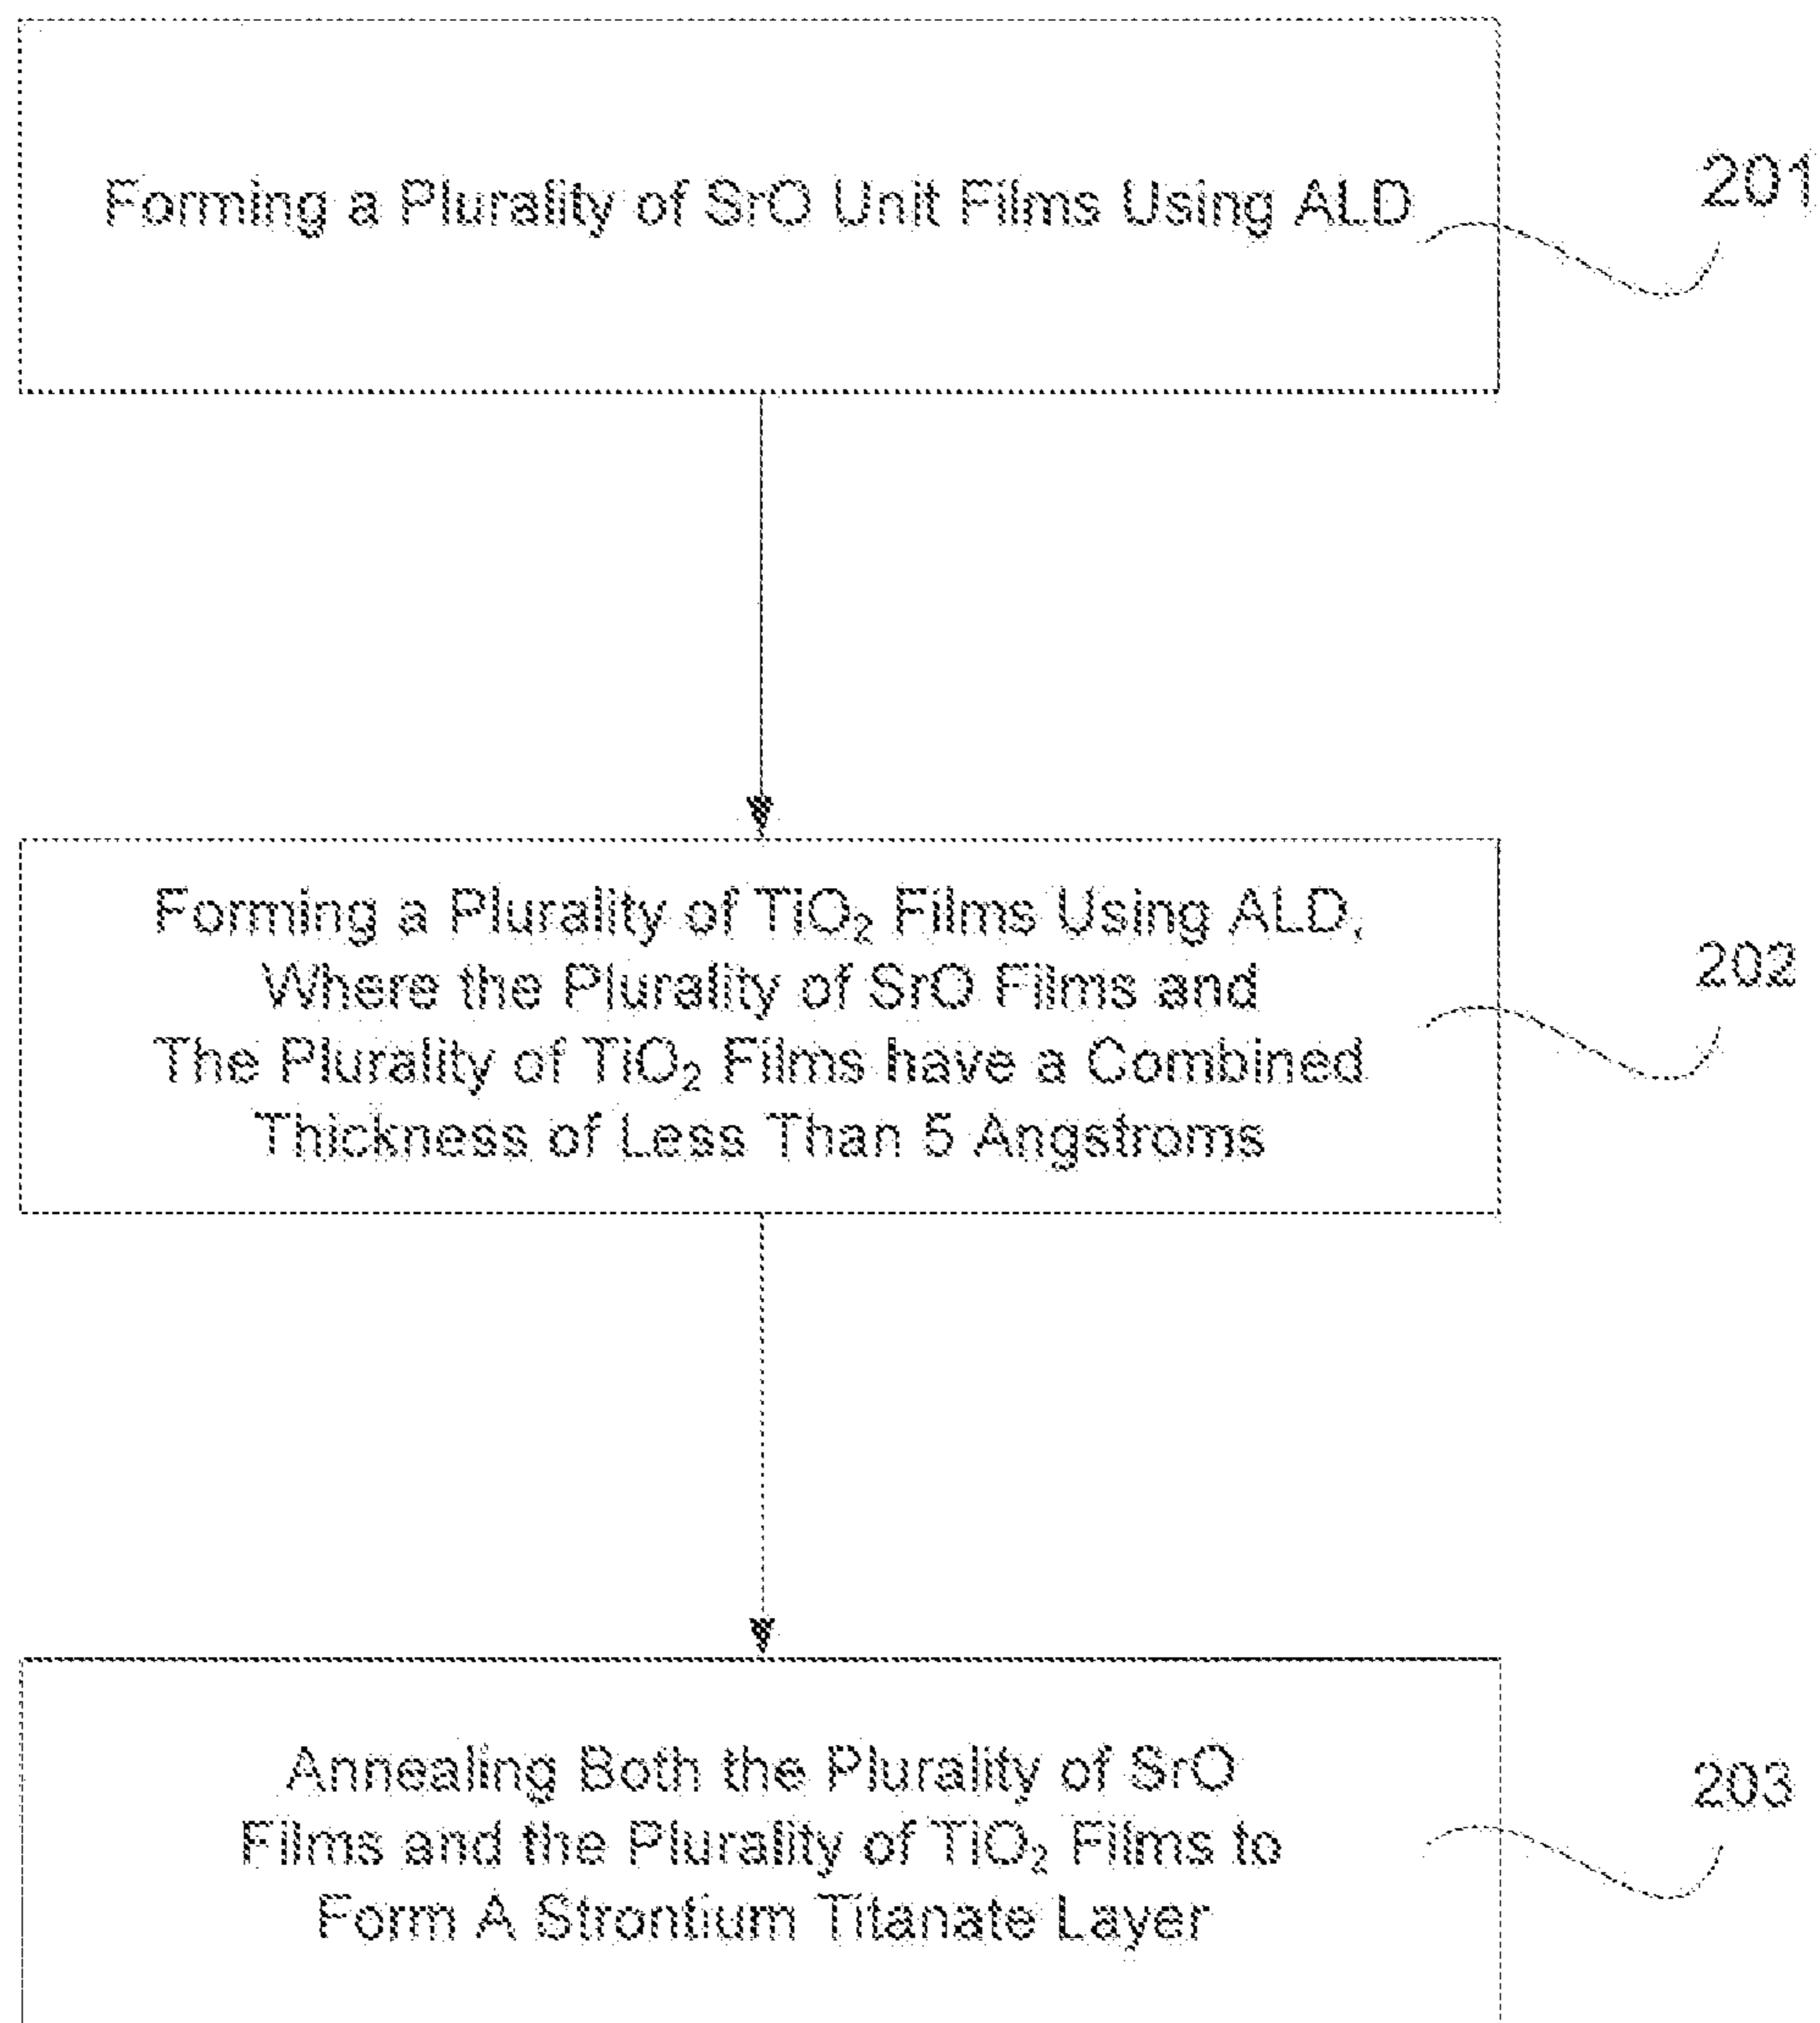 Forming a Plurality of SrO Unit Films Using ALD
201
Forming a Plurality of TiO₂ Films Using ALD,
Where the Plurality of SrO Films and
The Plurality of TiO₂ Films have a Combined
Thickness of Less Than 5 Angstroms
202
Annealing Both the Plurality of SrO
Films and the Plurality of TiO₂ Films to
Form A Strontium Titanate Layer
203